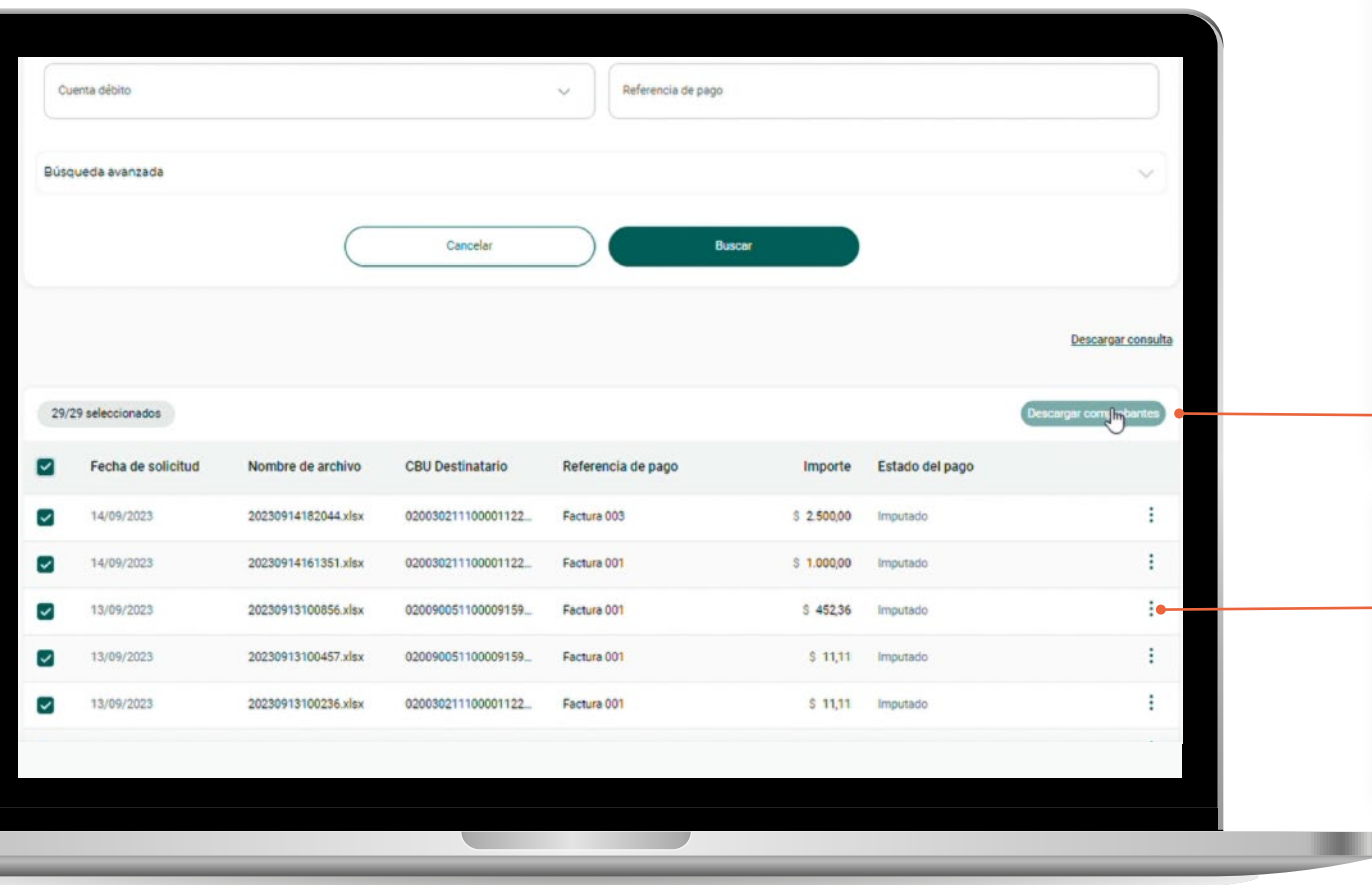 Cuenta débito
Referencia de pago
Búsqueda avanzada
Cancelar
Buscar
Descargar consulta
29/29 seleccionados
Descargar comprobantes
Fecha de solicitud Nombre de archivo CBU Destinatario Referencia de pago Importe Estado del pago
14/09/2023 20230914182044.xlsx 020030211100001122... Factura 003 $ 2.500,00 Imputado
14/09/2023 20230914161351.xlsx 020030211100001122... Factura 001 $ 1.000,00 Imputado
13/09/2023 20230913100856.xlsx 020090051100009159... Factura 001 $ 452,36 Imputado
13/09/2023 20230913100457.xlsx 020090051100009159... Factura 001 $ 11,11 Imputado
13/09/2023 20230913100236.xlsx 020030211100001122... Factura 001 $ 11,11 Imputado